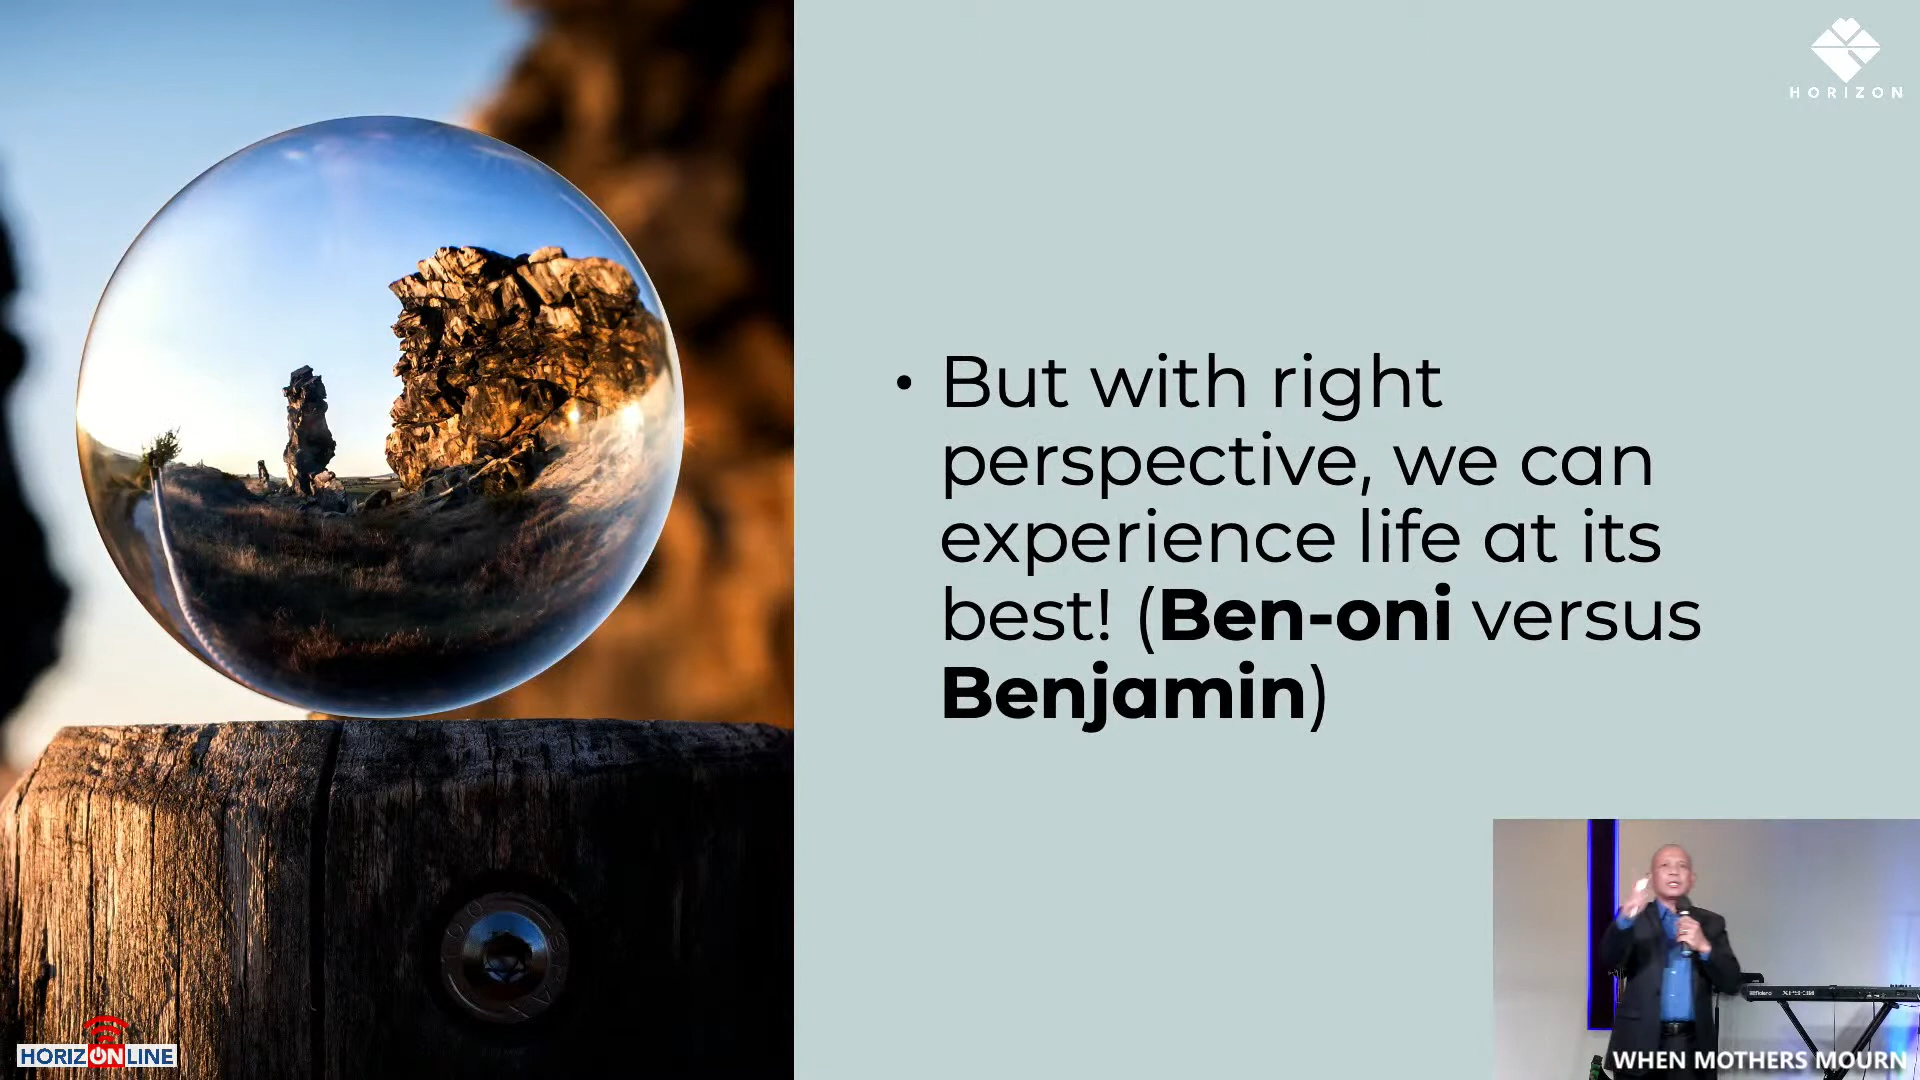 HORIZON
• But with right
perspective, we can
experience life at its
best! (Ben-oni versus
Benjamin)
HORIZONLINE
Roland
WHEN MOTHERS MOURN